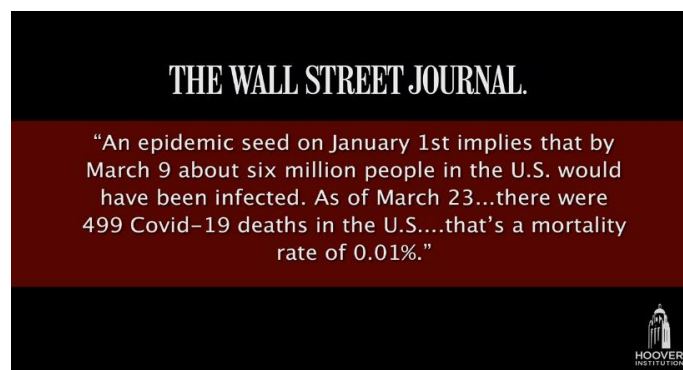 THE WALL STREET JOURNAL.
“An epidemic seed on January 1st implies that by
March 9 about six million people in the U.S. would
have been infected. As of March 23...there were
499 Covid-19 deaths in the U.S....that’s a mortality
rate of 0.01%.”
HOOVER
INSTITUTION